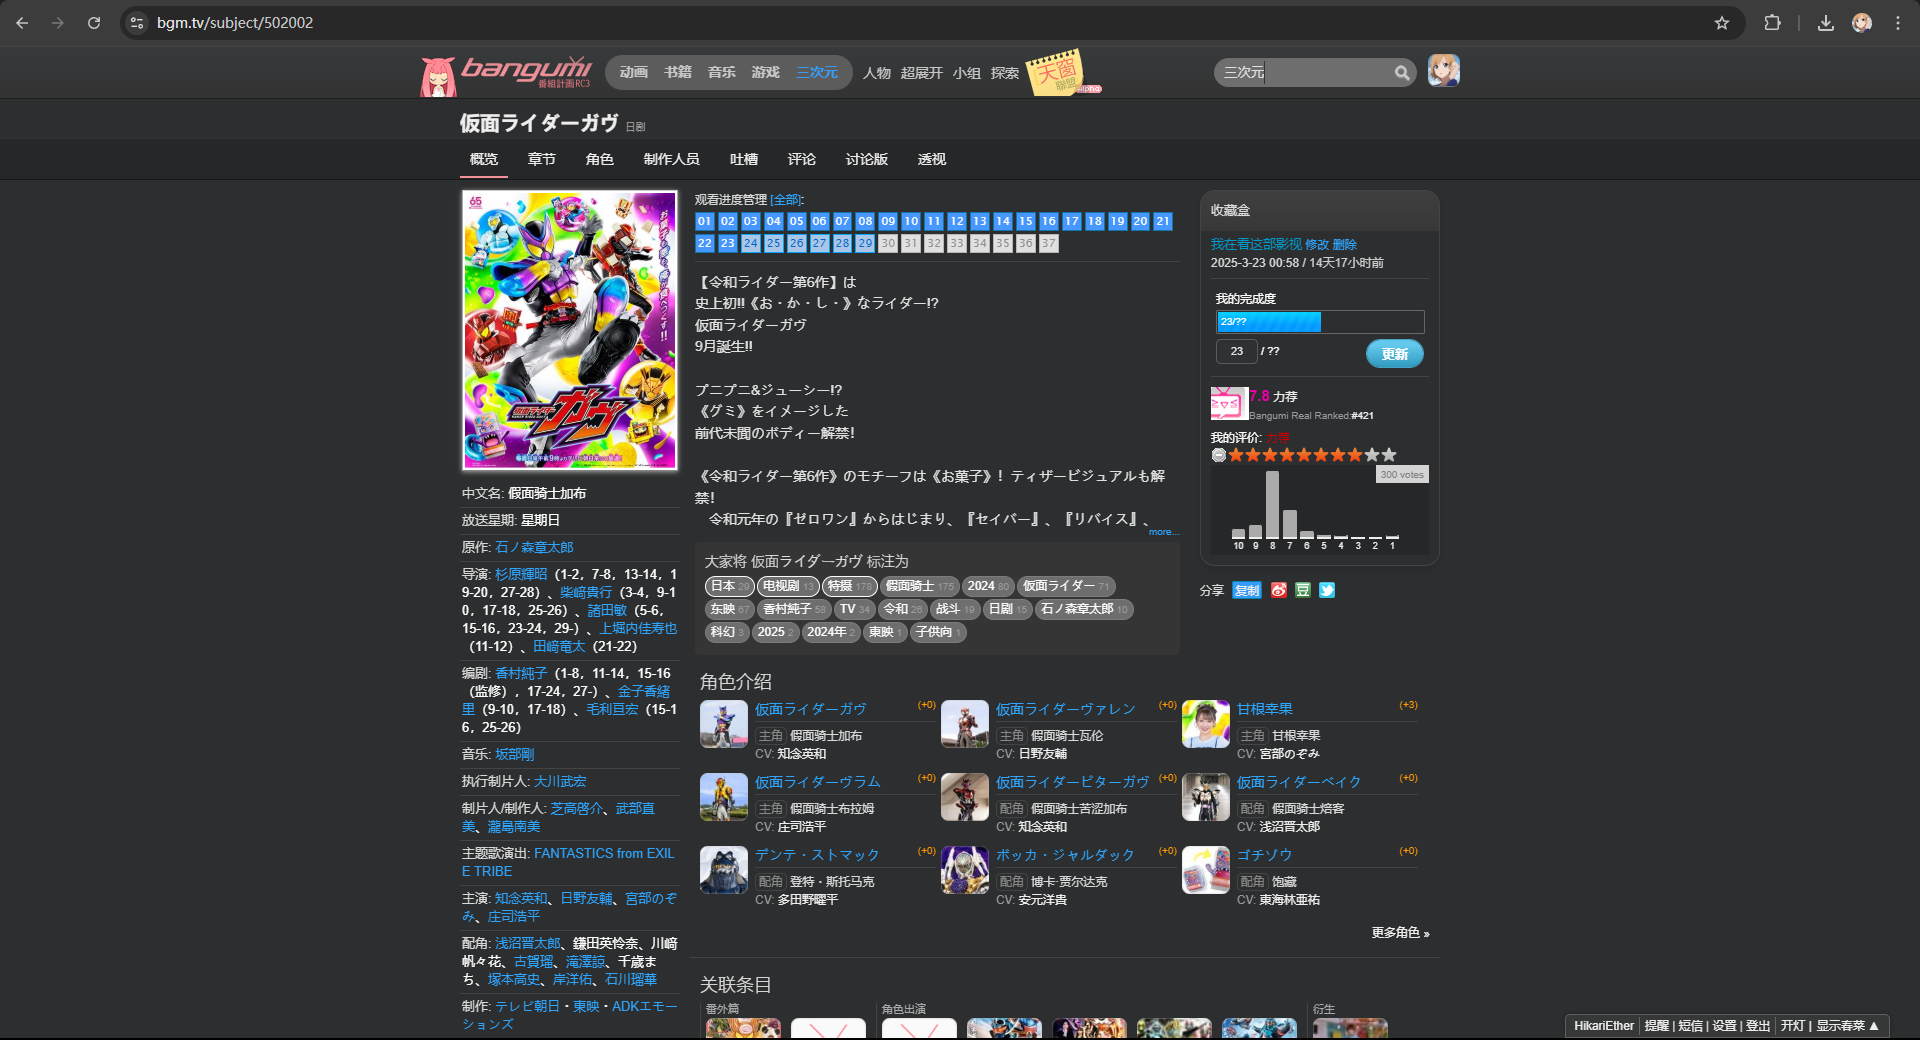 bgm.tv/subject/502002
bangumi
番組計画RC3
动画 书籍 音乐 游戏 三次元 人物 超展开 小组 探索
天窗
联盟
alpha
三次元
仮面ライダーガヴ 日剧
概览 章节 角色 制作人员 吐槽 评论 讨论版 透视
65
仮面ライダー
ガヴ
中文名: 假面骑士加布
放送星期: 星期日
原作: 石ノ森章太郎
导演: 杉原輝昭（1-2，7-8，13-14，1
9-20，27-28）、柴﨑貴行（3-4，9-1
0，17-18，25-26）、諸田敏（5-6，
15-16，23-24，29-）、上堀内佳寿也
（11-12）、田﨑竜太（21-22）
编剧: 香村純子（1-8，11-14，15-16
（监修），17-24，27-）、金子香緒
里（9-10，17-18）、毛利亘宏（15-1
6，25-26）
音乐: 坂部剛
执行制片人: 大川武宏
制片人/制作人: 芝高啓介、武部直
美、瀧島南美
主题歌演出: FANTASTICS from EXIL
E TRIBE
主演: 知念英和、日野友輔、宮部のぞ
み、庄司浩平
配角: 浅沼晋太郎、鎌田英怜奈、川﨑
帆々花、古賀瑠、滝澤諒、千歳ま
ち、塚本高史、岸洋佑、石川瑠華
制作: テレビ朝日・東映・ADKエモー
ションズ
观看进度管理 [全部]:
01 02 03 04 05 06 07 08 09 10 11 12 13 14 15 16 17 18 19 20 21
22 23 24 25 26 27 28 29 30 31 32 33 34 35 36 37
【令和ライダー第6作】は
史上初!!《お・か・し・》なライダー!?
仮面ライダーガヴ
9月誕生!!
プニプニ&ジューシー!?
《グミ》をイメージした
前代未聞のボディー解禁！
《令和ライダー第6作》のモチーフは《お菓子》！ティザービジュアルも解
禁！
令和元年の『ゼロワン』からはじまり、『セイバー』、『リバイス』、
more...
大家将 仮面ライダーガヴ 标注为
日本 29 电视剧 13 特摄 178 假面骑士 175 2024 80 仮面ライダー 71
东映 67 香村純子 58 TV 34 令和 26 战斗 19 日剧 15 石ノ森章太郎 10
科幻 3 2025 2 2024年 2 東映 1 子供向 1
角色介绍
仮面ライダーガヴ (+0)
主角 假面骑士加布
CV: 知念英和
仮面ライダーヴァレン (+0)
主角 假面骑士瓦伦
CV: 日野友輔
甘根幸果 (+3)
主角 甘根幸果
CV: 宮部のぞみ
仮面ライダーヴラム (+0)
主角 假面骑士布拉姆
CV: 庄司浩平
仮面ライダービターガヴ (+0)
配角 假面骑士苦涩加布
CV: 知念英和
仮面ライダーベイク (+0)
配角 假面骑士焙客
CV: 浅沼晋太郎
デンテ・ストマック (+0)
配角 登特・斯托马克
CV: 多田野曜平
ボッカ・ジャルダック (+0)
配角 博卡·贾尔达克
CV: 安元洋貴
ゴチゾウ (+0)
配角 饱藏
CV: 東海林亜祐
更多角色 »
关联条目
番外篇 角色出演 衍生
收藏盒
我在看这部影视 修改 删除
2025-3-23 00:58 / 14天17小时前
我的完成度
23/??
23 / ??
更新
7.8 力荐
Bangumi Real Ranked:#421
我的评价: 力荐
300 votes
10 9 8 7 6 5 4 3 2 1
分享 复制
豆
HikariEther 提醒 | 短信 | 设置 | 登出 开灯 | 显示春菜 ▲